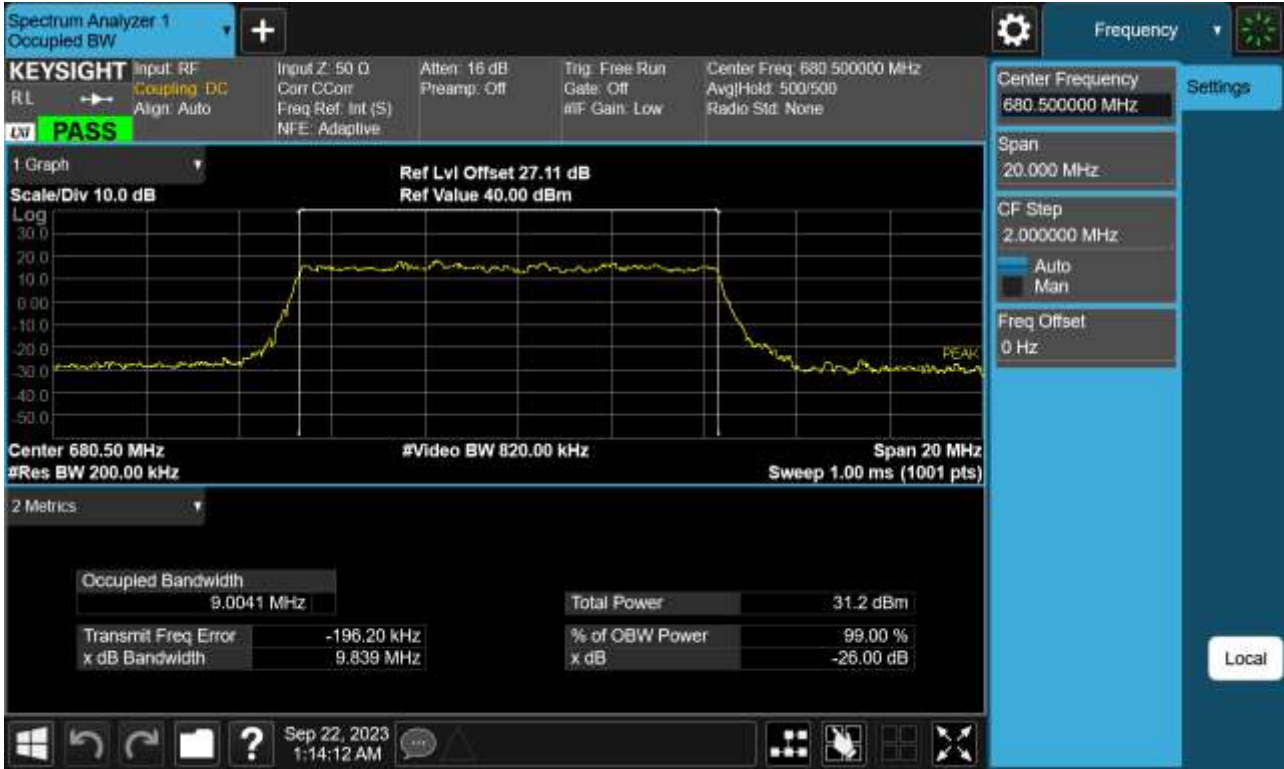 Spectrum Analyzer 1
Occupied BW
+
Frequency
KEYSIGHT
RL
LXI
PASS
Input: RF
Coupling: DC
Align: Auto
Input Z: 50 Ω
Corr CCorr
Freq Ref: Int (S)
NFE: Adaptive
Atten: 16 dB
Preamp: Off
Trig: Free Run
Gate: Off
#IF Gain: Low
Center Freq: 680.500000 MHz
Avg|Hold: 500/500
Radio Std: None
Center Frequency
680.500000 MHz
Settings
Span
20.000 MHz
CF Step
2.000000 MHz
Auto
Man
Freq Offset
0 Hz
1 Graph
Scale/Div 10.0 dB
Ref Lvl Offset 27.11 dB
Ref Value 40.00 dBm
Log
30.0
20.0
10.0
0.00
-10.0
-20.0
-30.0
-40.0
-50.0
PEAK
Center 680.50 MHz
#Video BW 820.00 kHz
Span 20 MHz
#Res BW 200.00 kHz
Sweep 1.00 ms (1001 pts)
2 Metrics
Occupied Bandwidth
9.0041 MHz
Total Power 31.2 dBm
Transmit Freq Error -196.20 kHz
% of OBW Power 99.00 %
x dB Bandwidth 9.839 MHz
x dB -26.00 dB
Local
?
Sep 22, 2023
1:14:12 AM